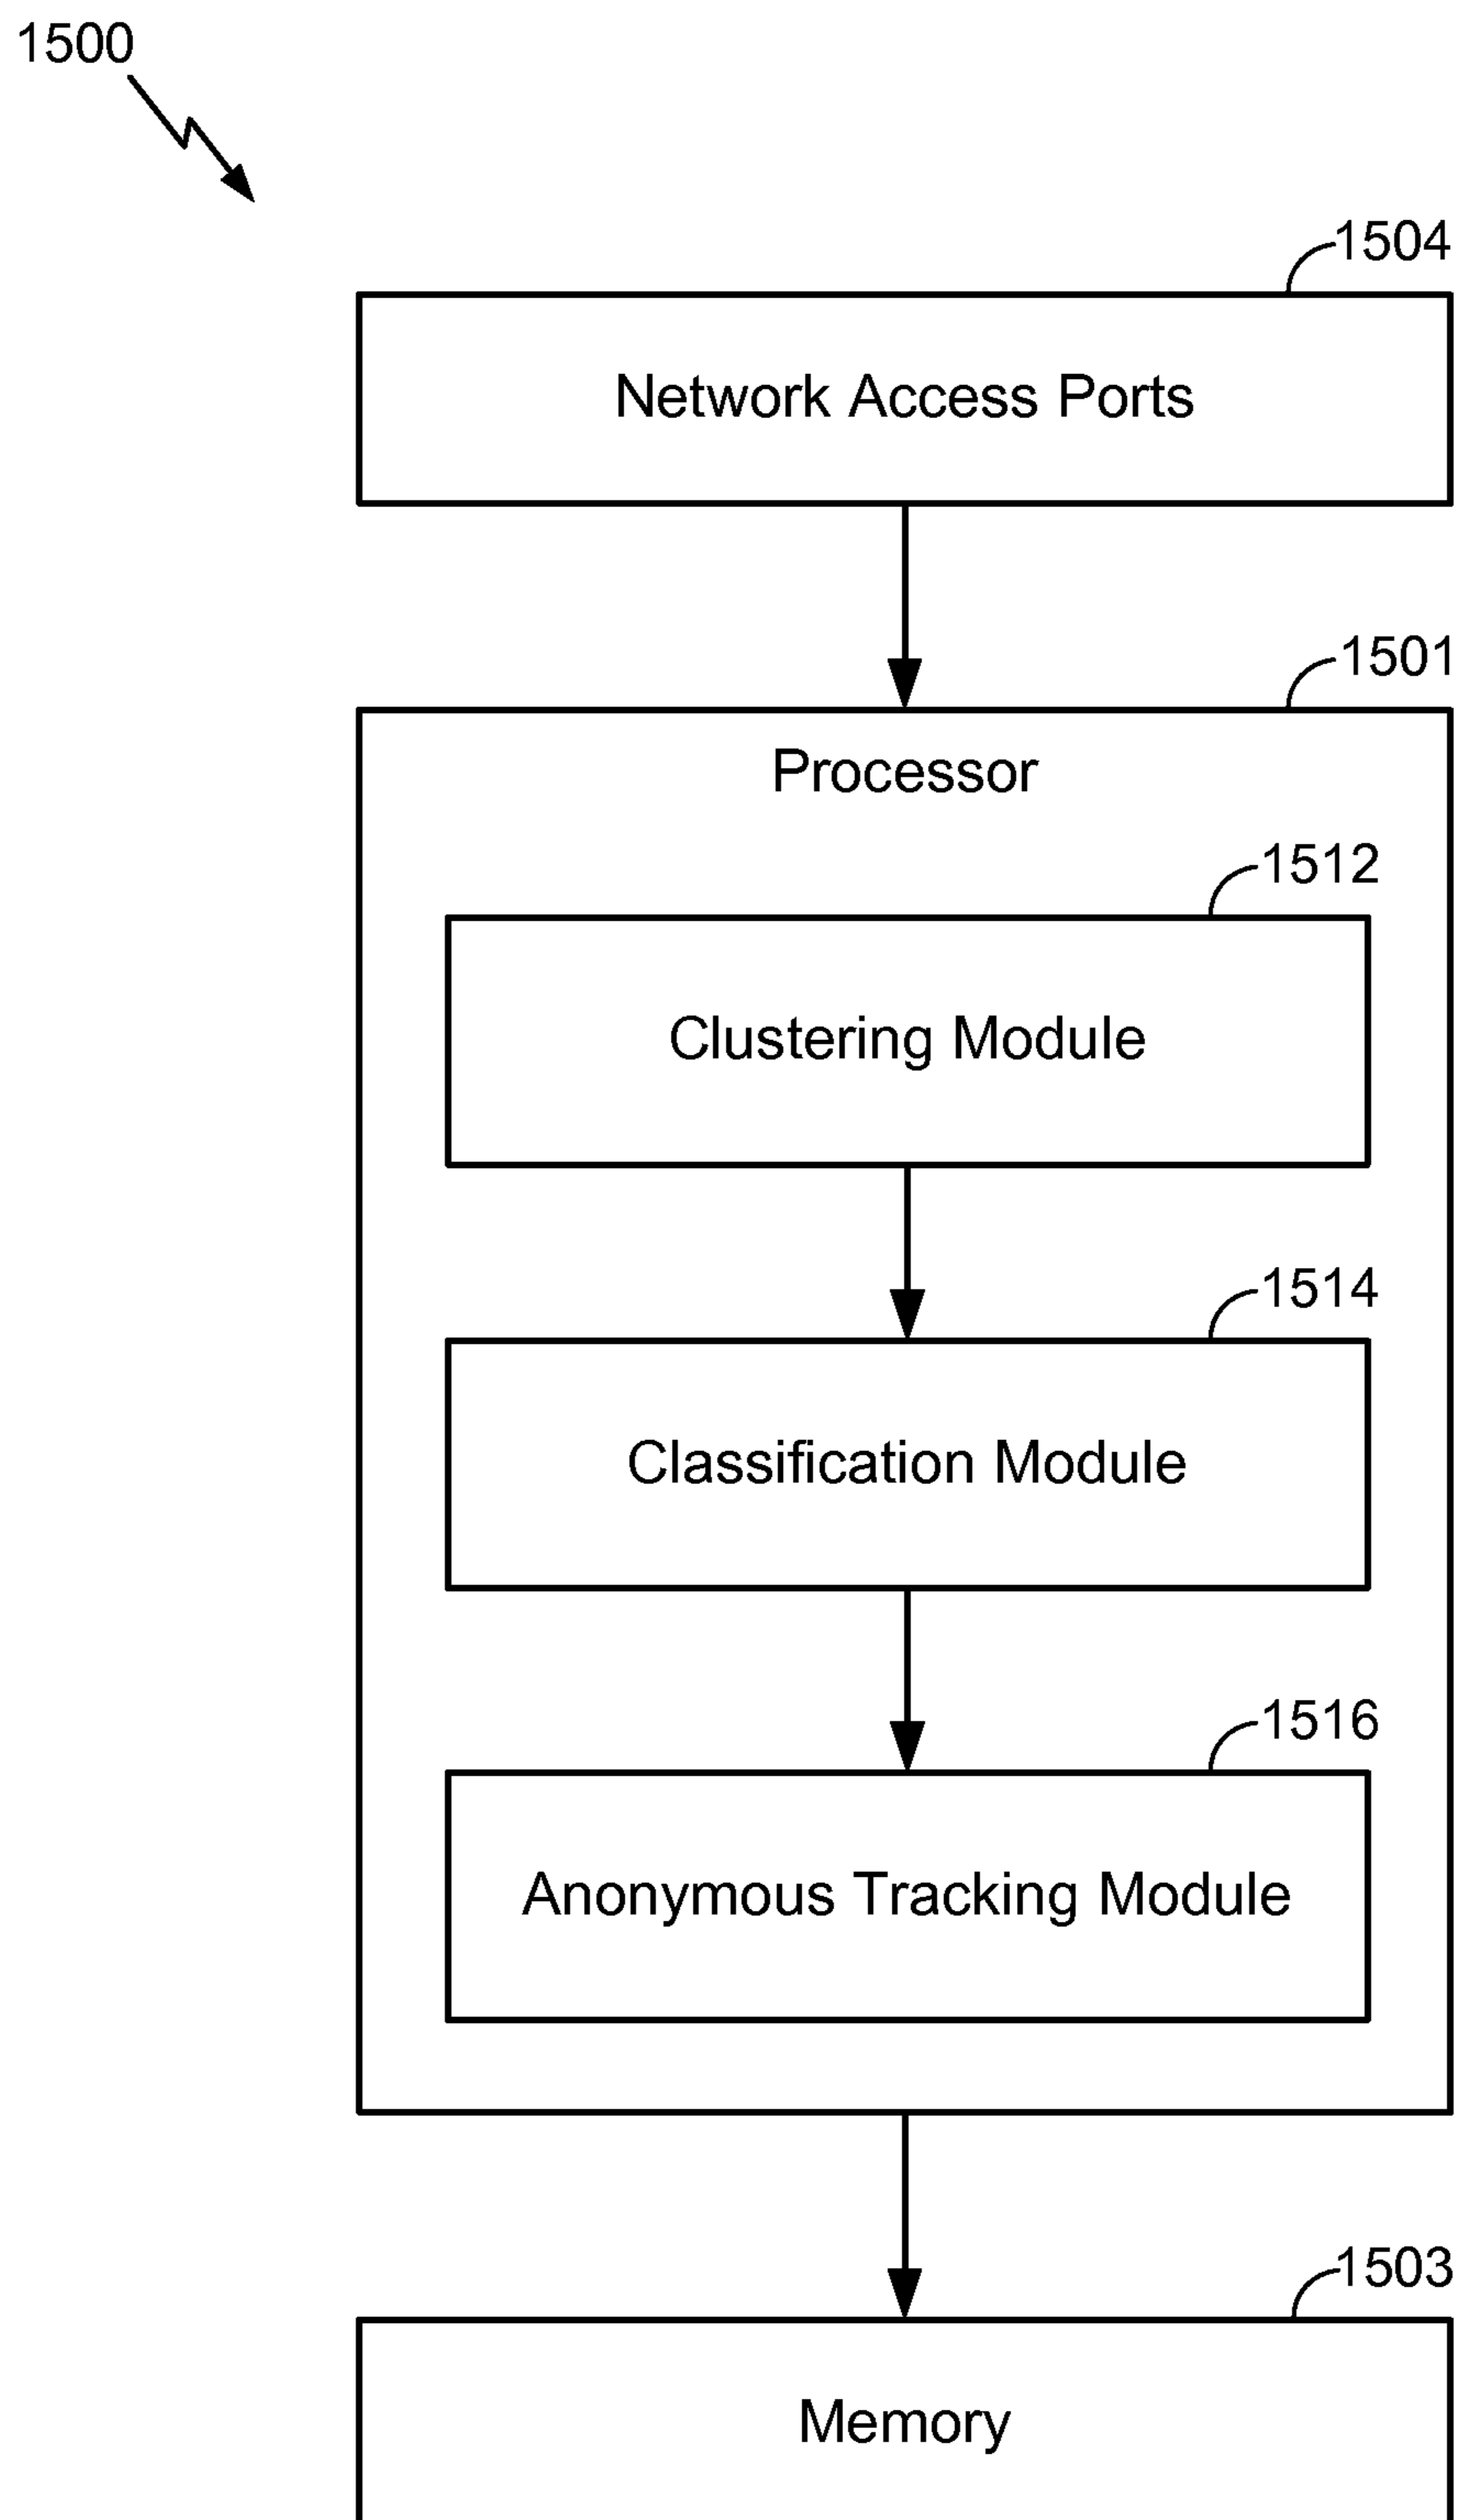 1500
1504
Network Access Ports
1501
Processor
1512
Clustering Module
1514
Classification Module
1516
Anonymous Tracking Module
1503
Memory